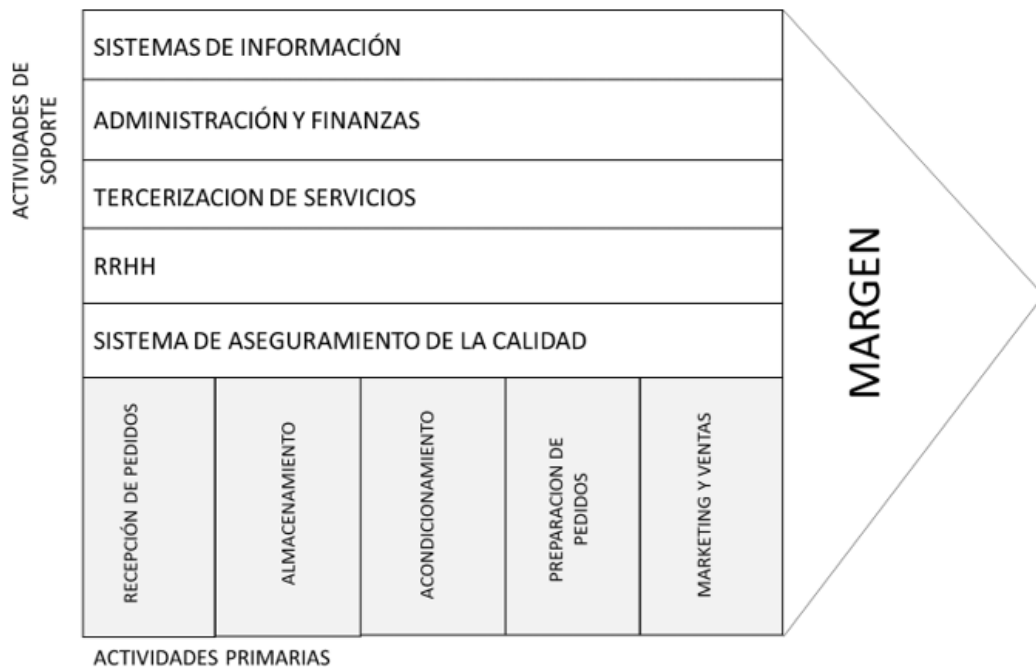 ACTIVIDADES DE
SOPORTE
SISTEMAS DE INFORMACIÓN
ADMINISTRACIÓN Y FINANZAS
TERCERIZACION DE SERVICIOS
RRHH
SISTEMA DE ASEGURAMIENTO DE LA CALIDAD
RECEPCIÓN DE PEDIDOS
ALMACENAMIENTO
ACONDICIONAMIENTO
PREPARACION DE
PEDIDOS
MARKETING Y VENTAS
MARGEN
ACTIVIDADES PRIMARIAS